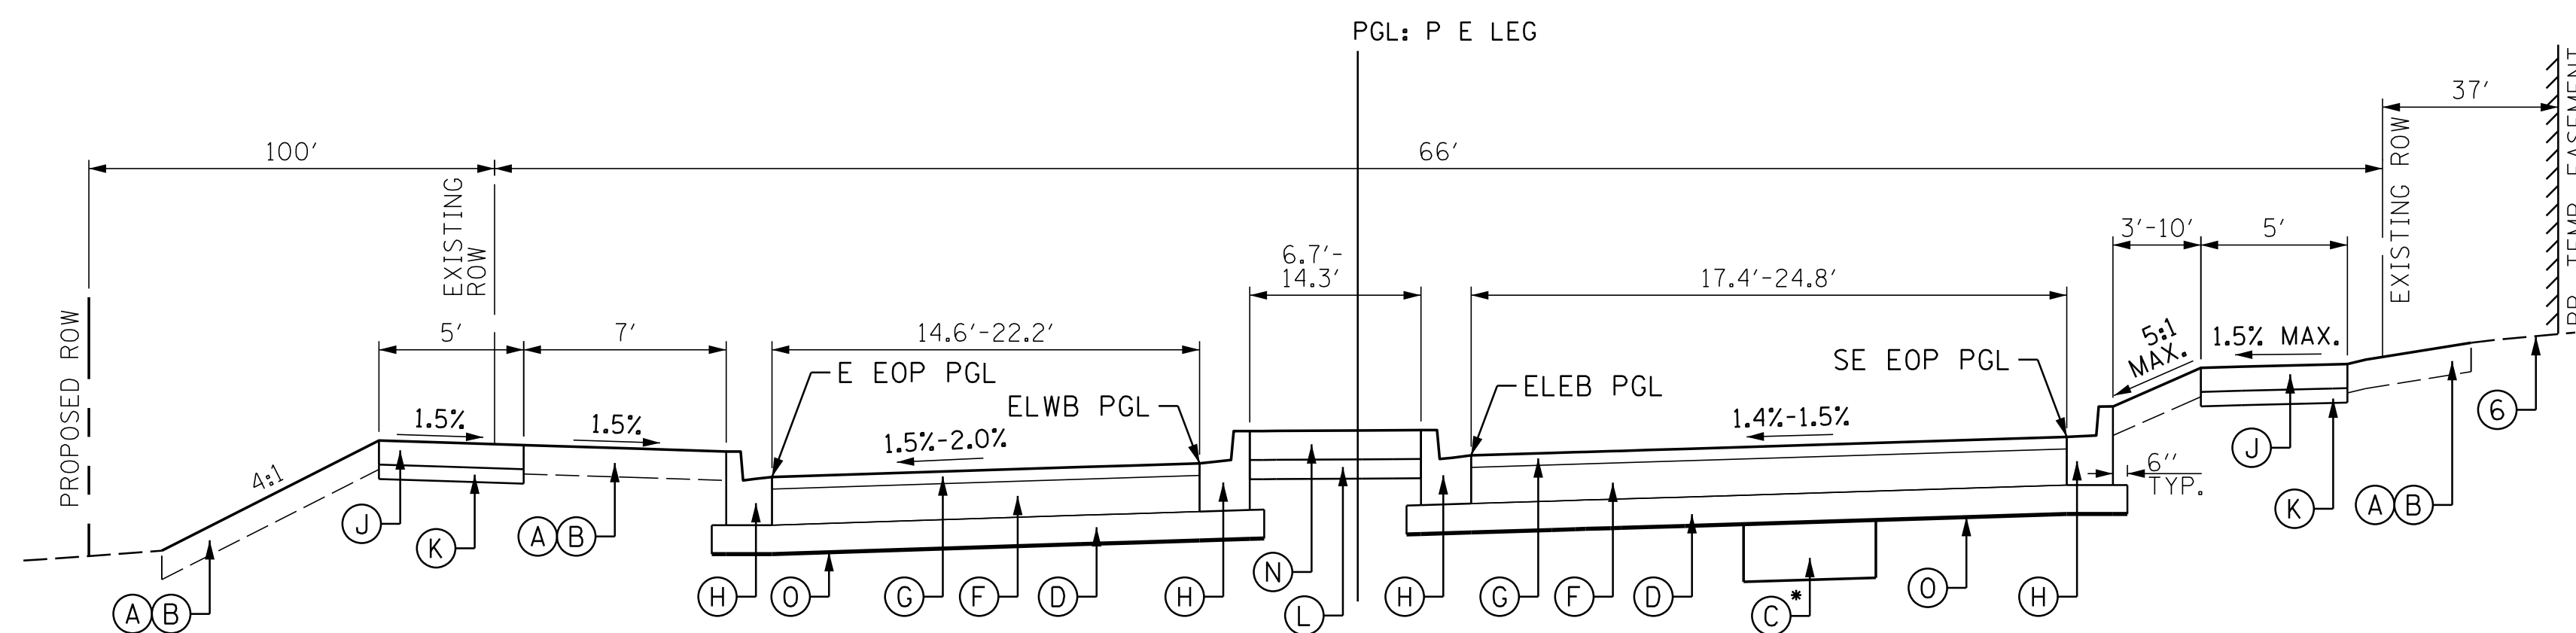 PGL: P E LEG
37'
100'
66'
EXISTING
ROW
EXISTING ROW
PR. TEMP. EASEMENT
PROPOSED ROW
6.7'-
14.3'
3'-10'
5'
17.4'-24.8'
5'
7'
14.6'-22.2'
E EOP PGL
ELWB PGL
ELEB PGL
SE EOP PGL
5:1
MAX.
1.5% MAX.
1.5%
1.5%
1.5%-2.0%
1.4%-1.5%
4:1
6''
TYP.
6
J
K
A B
J
K
A B
A B
H
O
G
F
D
H
N
L
H
G
F
D
C *
O
H